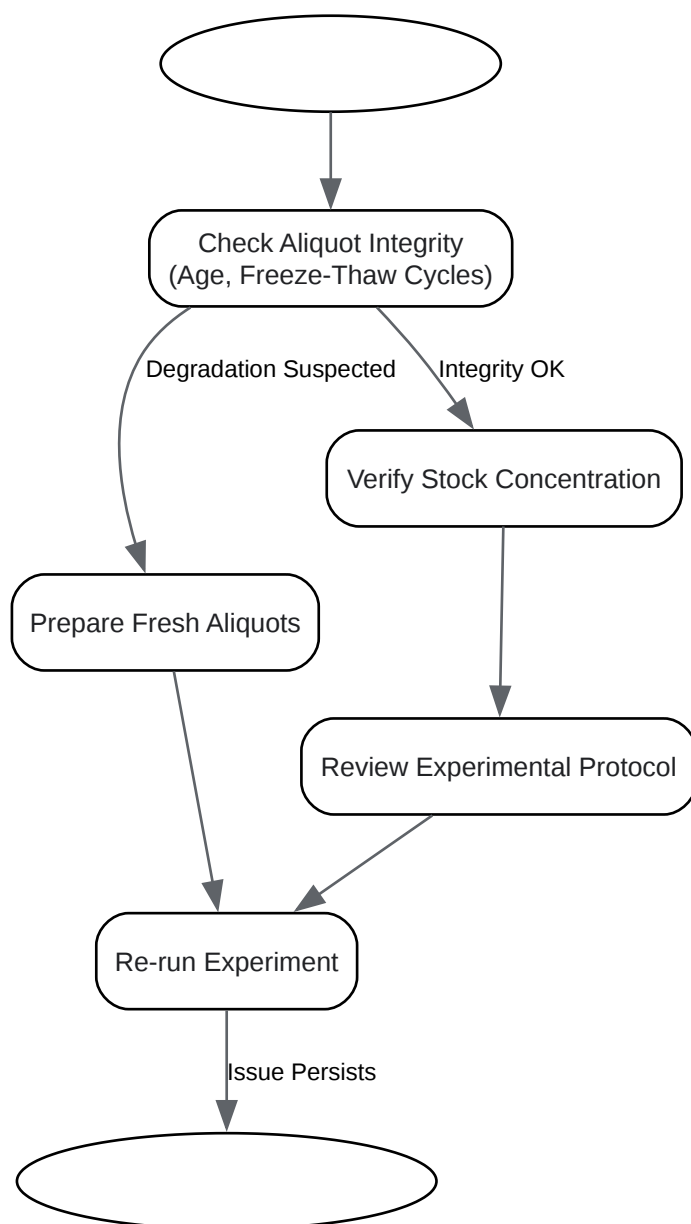 Check Aliquot Integrity
(Age, Freeze-Thaw Cycles)
Degradation Suspected
Integrity OK
Verify Stock Concentration
Prepare Fresh Aliquots
Review Experimental Protocol
Re-run Experiment
Issue Persists